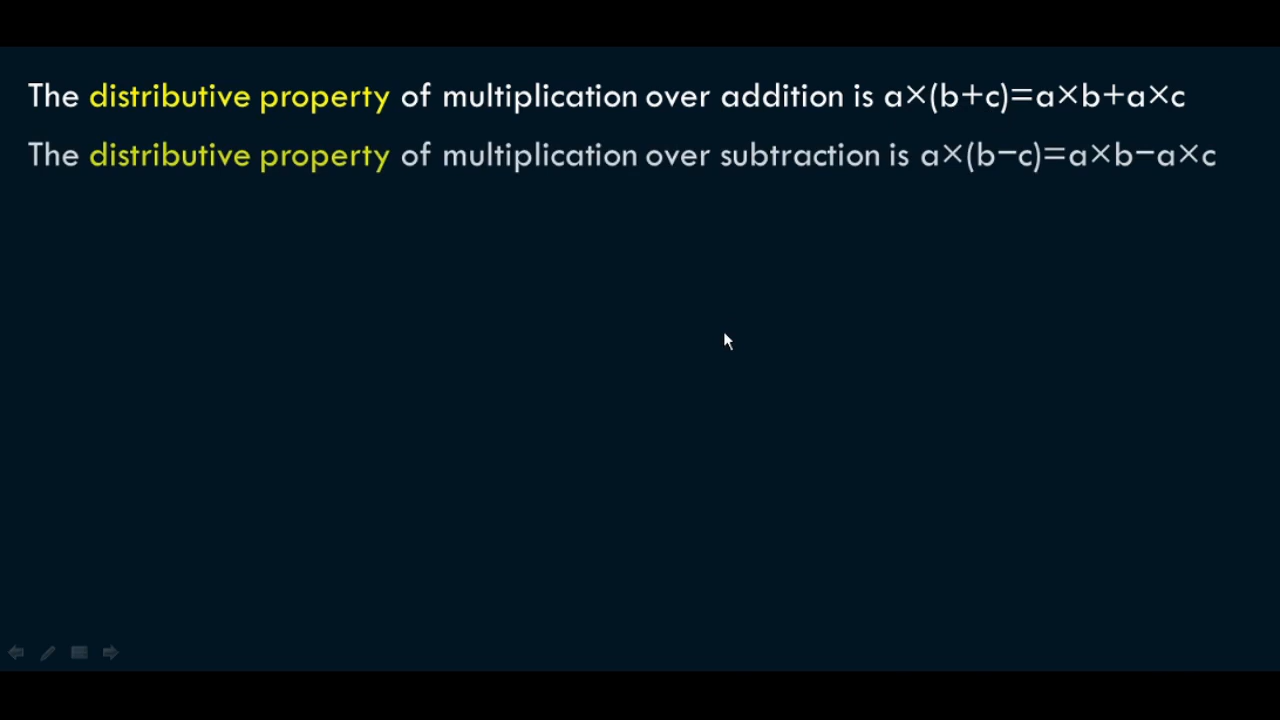 The distributive property of multiplication over addition is a×(b+c)=a×b+a×c
The distributive property of multiplication over subtraction is a×(b−c)=a×b−a×c